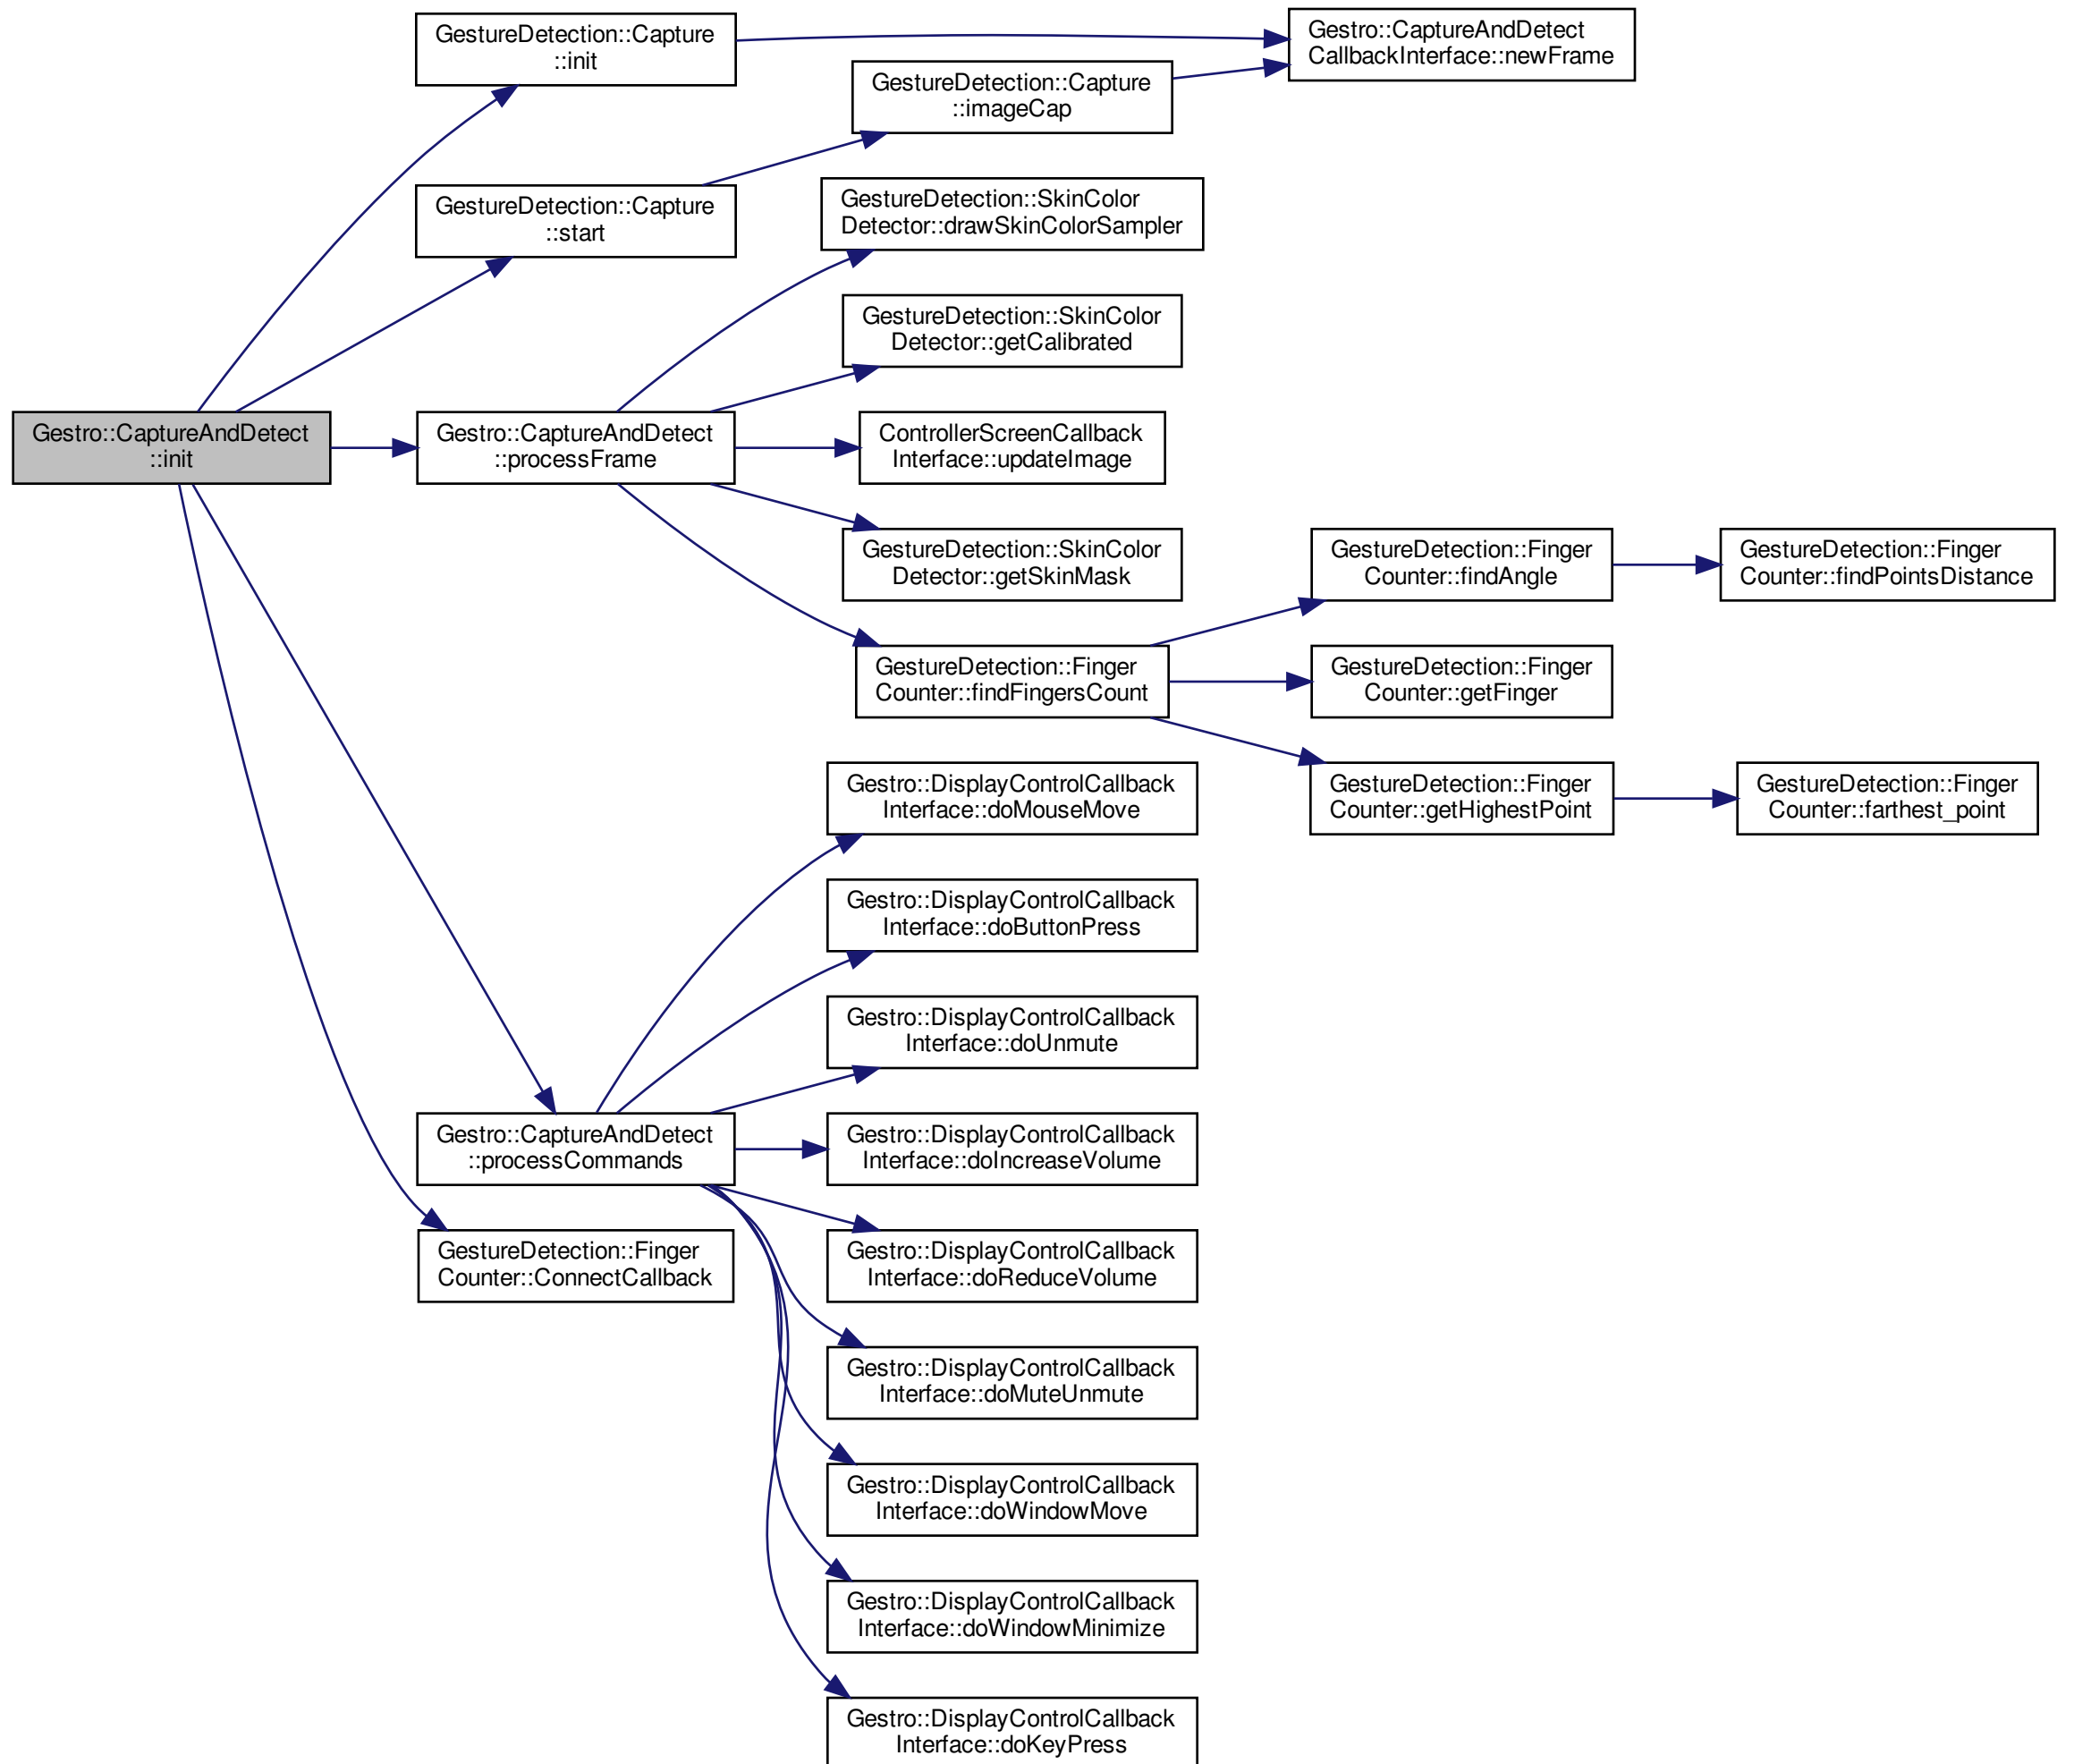 GestureDetection::Capture
::init
Gestro::CaptureAndDetect
CallbackInterface::newFrame
GestureDetection::Capture
::imageCap
GestureDetection::Capture
::start
GestureDetection::SkinColor
Detector::drawSkinColorSampler
GestureDetection::SkinColor
Detector::getCalibrated
Gestro::CaptureAndDetect
::init
Gestro::CaptureAndDetect
::processFrame
ControllerScreenCallback
Interface::updateImage
GestureDetection::SkinColor
Detector::getSkinMask
GestureDetection::Finger
Counter::findAngle
GestureDetection::Finger
Counter::findPointsDistance
GestureDetection::Finger
Counter::findFingersCount
GestureDetection::Finger
Counter::getFinger
GestureDetection::Finger
Counter::getHighestPoint
GestureDetection::Finger
Counter::farthest_point
Gestro::DisplayControlCallback
Interface::doMouseMove
Gestro::DisplayControlCallback
Interface::doButtonPress
Gestro::DisplayControlCallback
Interface::doUnmute
Gestro::CaptureAndDetect
::processCommands
Gestro::DisplayControlCallback
Interface::doIncreaseVolume
GestureDetection::Finger
Counter::ConnectCallback
Gestro::DisplayControlCallback
Interface::doReduceVolume
Gestro::DisplayControlCallback
Interface::doMuteUnmute
Gestro::DisplayControlCallback
Interface::doWindowMove
Gestro::DisplayControlCallback
Interface::doWindowMinimize
Gestro::DisplayControlCallback
Interface::doKeyPress